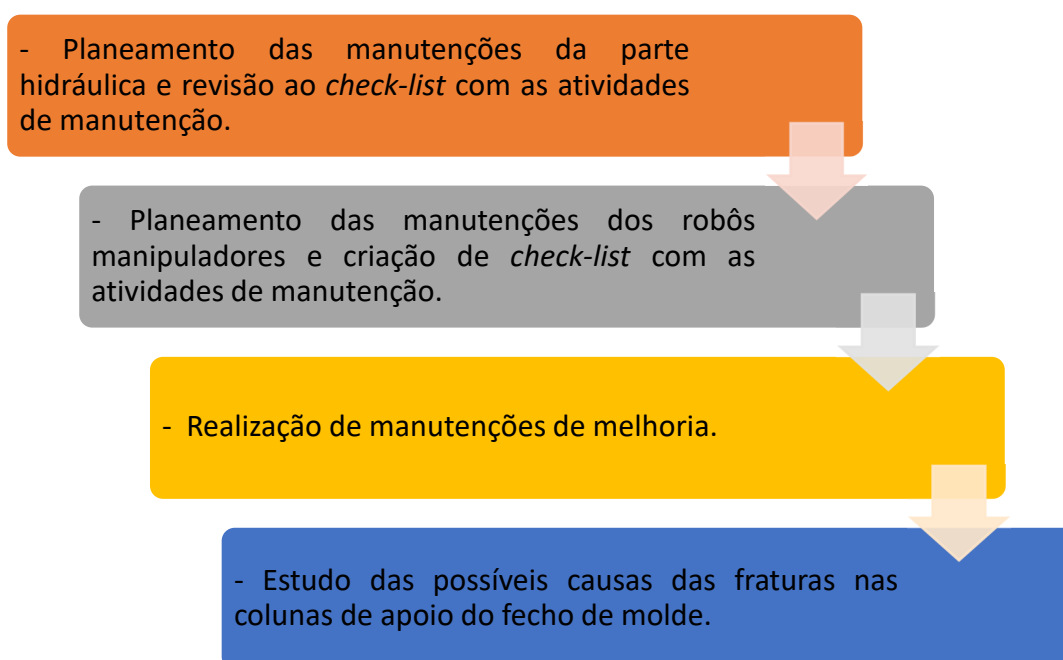 - Planeamento das manutenções da parte
hidráulica e revisão ao check-list com as atividades
de manutenção.
- Planeamento das manutenções dos robôs
manipuladores e criação de check-list com as
atividades de manutenção.
- Realização de manutenções de melhoria.
- Estudo das possíveis causas das fraturas nas
colunas de apoio do fecho de molde.